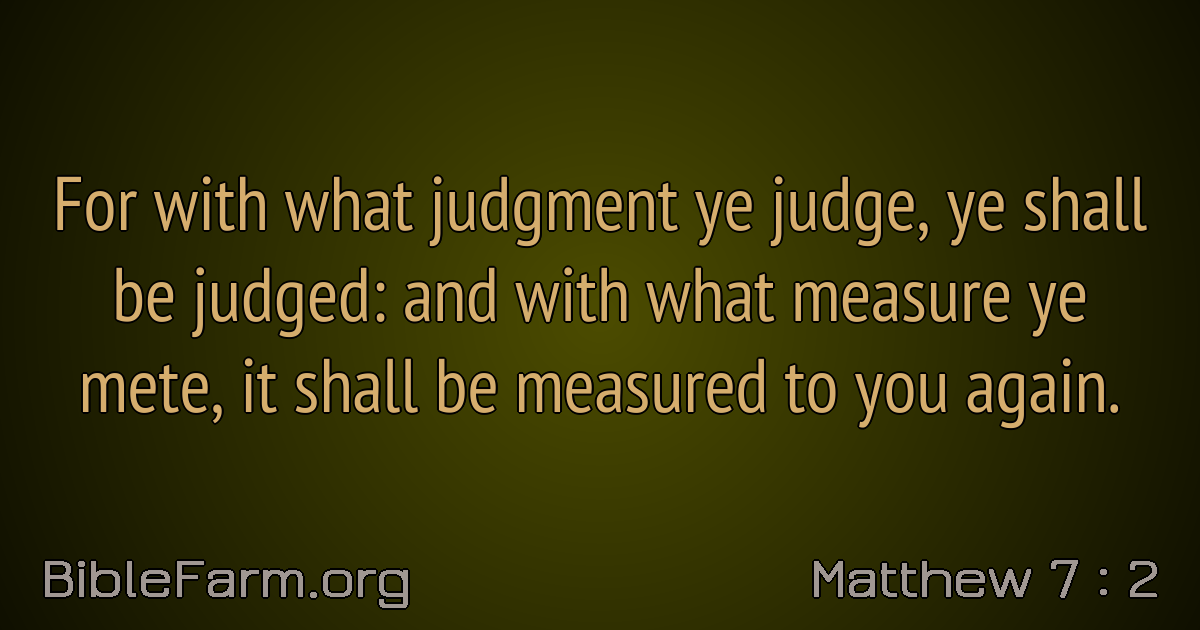 For with what judgment ye judge, ye shall
be judged: and with what measure ye
mete, it shall be measured to you again.
BibleFarm.org
Matthew 7 : 2